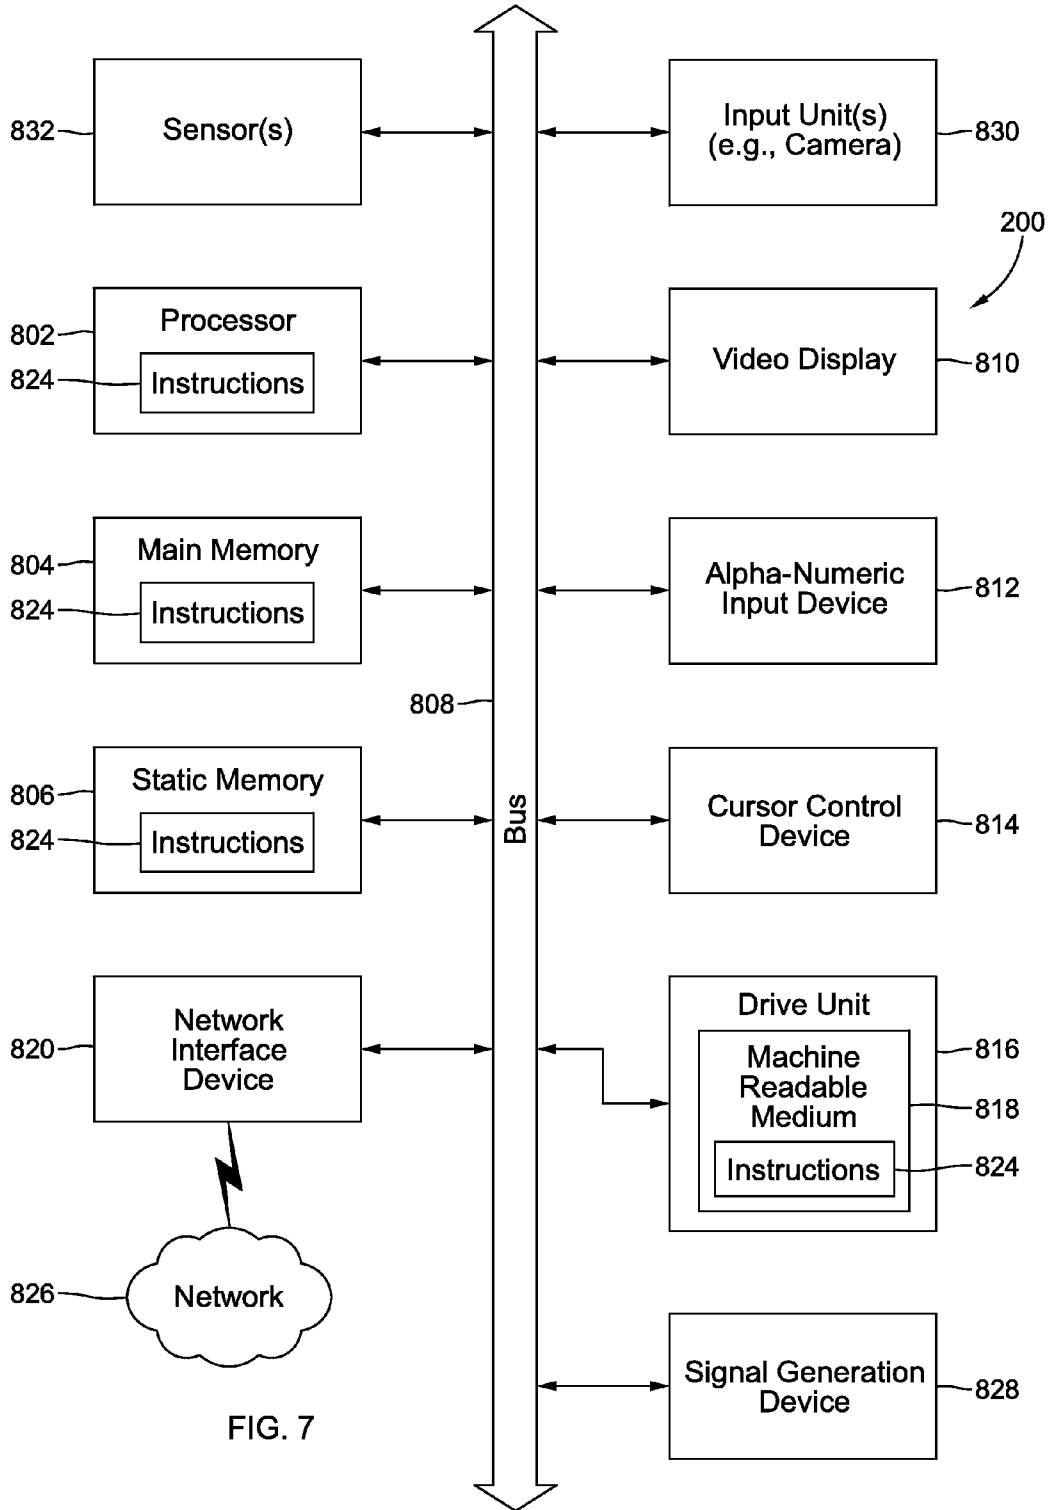 832
Sensor(s)
Input Unit(s)
(e.g., Camera)
830
200
802
Processor
824
Instructions
Video Display
810
804
Main Memory
824
Instructions
Alpha-Numeric
Input Device
812
808
806
Static Memory
824
Instructions
Bus
Cursor Control
Device
814
820
Network
Interface
Device
Drive Unit
816
Machine
Readable
Medium
818
Instructions
824
826
Network
Signal Generation
Device
828
FIG. 7